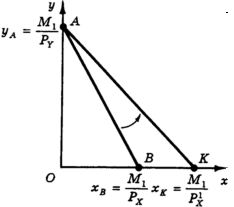 y
y_A = M_1/P_Y
A
B K
O x
x_B = M_1/P_X x_K = M_1/P_X^1